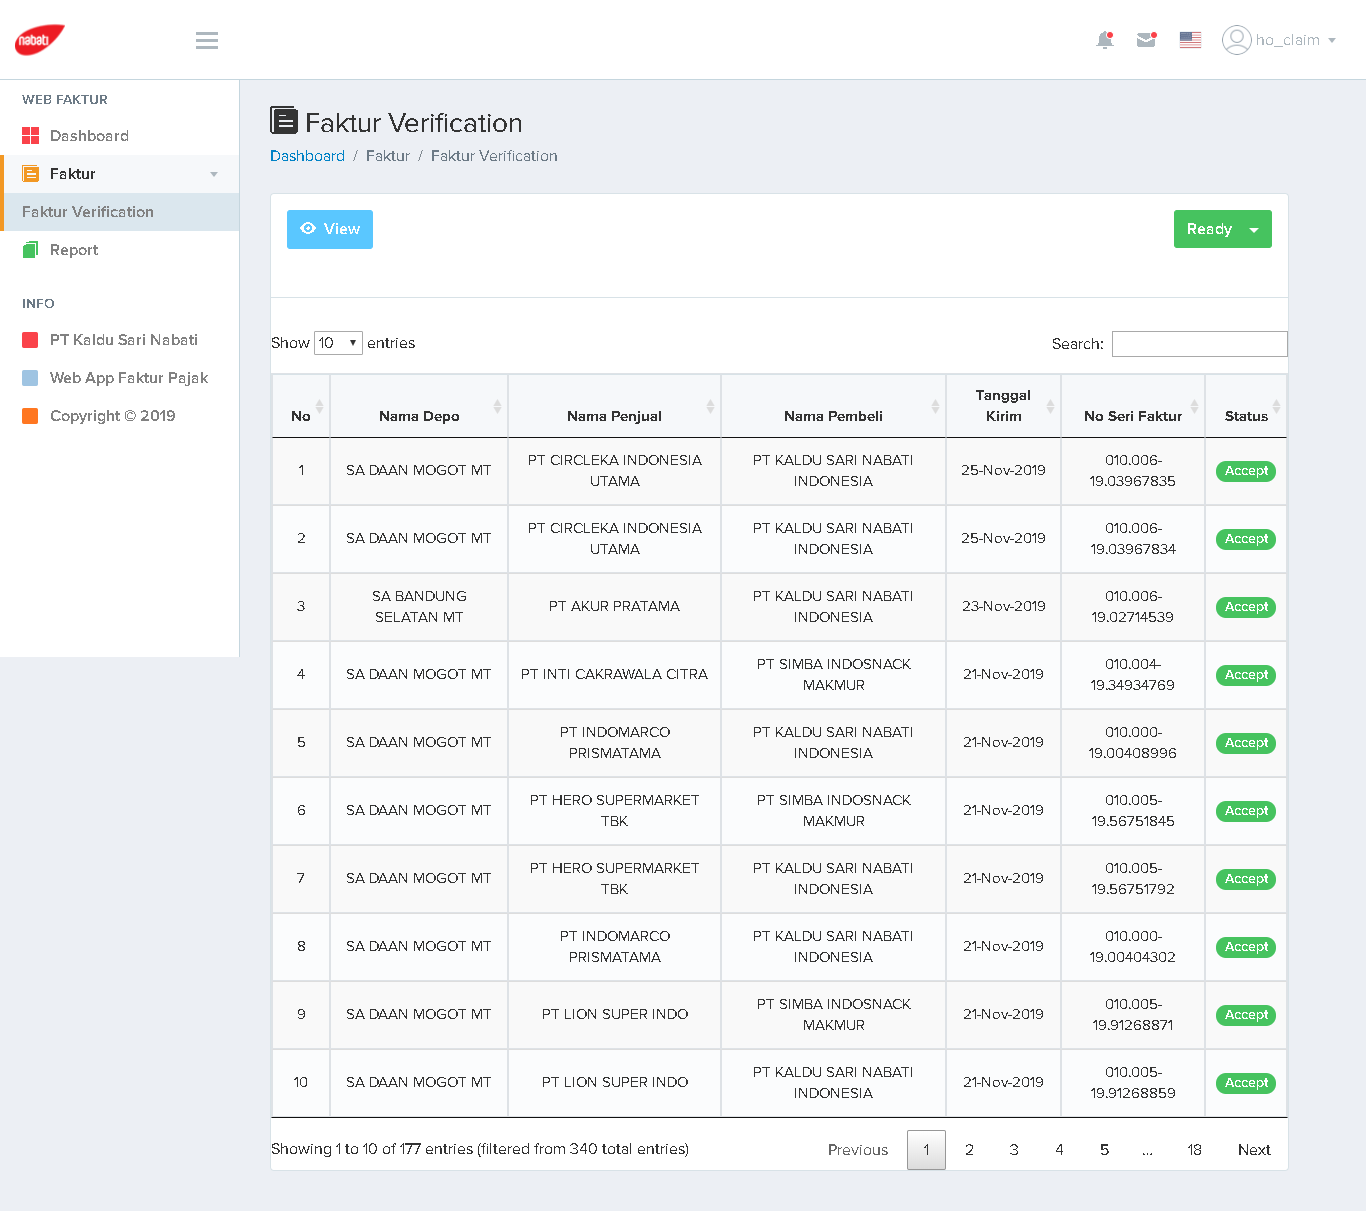 nabati
ho_claim
WEB FAKTUR
Dashboard
Faktur
Faktur Verification
Report
INFO
PT Kaldu Sari Nabati
Web App Faktur Pajak
Copyright © 2019
Faktur Verification
Dashboard / Faktur / Faktur Verification
View
Ready
Show 10 entries
Search:
No Nama Depo Nama Penjual Nama Pembeli Tanggal Kirim No Seri Faktur Status
1 SA DAAN MOGOT MT PT CIRCLEKA INDONESIA UTAMA PT KALDU SARI NABATI INDONESIA 25-Nov-2019 010.006-19.03967835 Accept
2 SA DAAN MOGOT MT PT CIRCLEKA INDONESIA UTAMA PT KALDU SARI NABATI INDONESIA 25-Nov-2019 010.006-19.03967834 Accept
3 SA BANDUNG SELATAN MT PT AKUR PRATAMA PT KALDU SARI NABATI INDONESIA 23-Nov-2019 010.006-19.02714539 Accept
4 SA DAAN MOGOT MT PT INTI CAKRAWALA CITRA PT SIMBA INDOSNACK MAKMUR 21-Nov-2019 010.004-19.34934769 Accept
5 SA DAAN MOGOT MT PT INDOMARCO PRISMATAMA PT KALDU SARI NABATI INDONESIA 21-Nov-2019 010.000-19.00408996 Accept
6 SA DAAN MOGOT MT PT HERO SUPERMARKET TBK PT SIMBA INDOSNACK MAKMUR 21-Nov-2019 010.005-19.56751845 Accept
7 SA DAAN MOGOT MT PT HERO SUPERMARKET TBK PT KALDU SARI NABATI INDONESIA 21-Nov-2019 010.005-19.56751792 Accept
8 SA DAAN MOGOT MT PT INDOMARCO PRISMATAMA PT KALDU SARI NABATI INDONESIA 21-Nov-2019 010.000-19.00404302 Accept
9 SA DAAN MOGOT MT PT LION SUPER INDO PT SIMBA INDOSNACK MAKMUR 21-Nov-2019 010.005-19.91268871 Accept
10 SA DAAN MOGOT MT PT LION SUPER INDO PT KALDU SARI NABATI INDONESIA 21-Nov-2019 010.005-19.91268859 Accept
Showing 1 to 10 of 177 entries (filtered from 340 total entries)
Previous 1 2 3 4 5 ... 18 Next